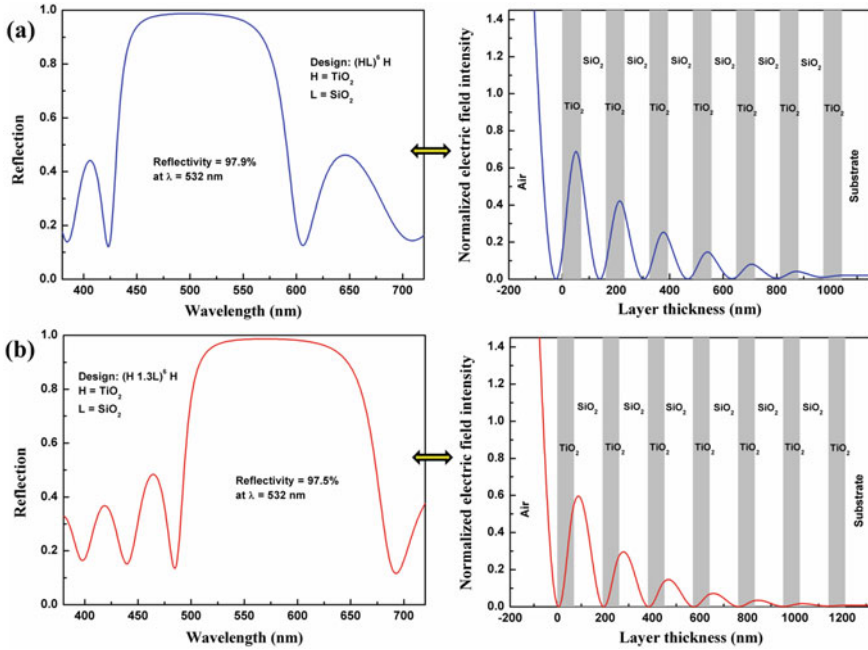 (a)
Reflection
1.0
0.8
0.6
0.4
0.2
0.0
Design: (HL)⁶ H
H = TiO₂
L = SiO₂
Reflectivity = 97.9%
at λ = 532 nm
400 450 500 550 600 650 700
Wavelength (nm)
Normalized electric field intensity
1.4
1.2
1.0
0.8
0.6
0.4
0.2
0.0
SiO₂ SiO₂ SiO₂ SiO₂ SiO₂ SiO₂
TiO₂ TiO₂ TiO₂ TiO₂ TiO₂ TiO₂ TiO₂
Air
Substrate
-200 0 200 400 600 800 1000
Layer thickness (nm)
(b)
Reflection
1.0
0.8
0.6
0.4
0.2
0.0
Design: (H 1.3L)⁶ H
H = TiO₂
L = SiO₂
Reflectivity = 97.5%
at λ = 532 nm
400 450 500 550 600 650 700
Wavelength (nm)
Normalized electric field intensity
1.4
1.2
1.0
0.8
0.6
0.4
0.2
0.0
SiO₂ SiO₂ SiO₂ SiO₂ SiO₂ SiO₂
TiO₂ TiO₂ TiO₂ TiO₂ TiO₂ TiO₂ TiO₂
Air
Substrate
-200 0 200 400 600 800 1000 1200
Layer thickness (nm)